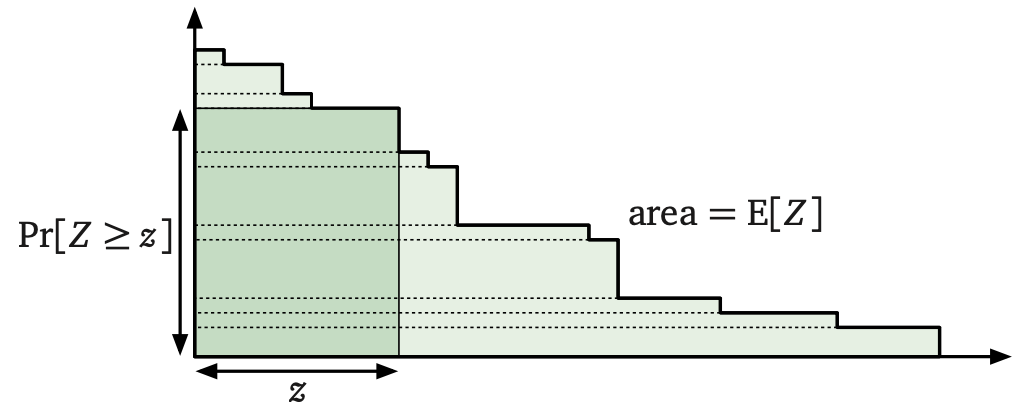 area = E[Z]
Pr[Z ≥ z]
z